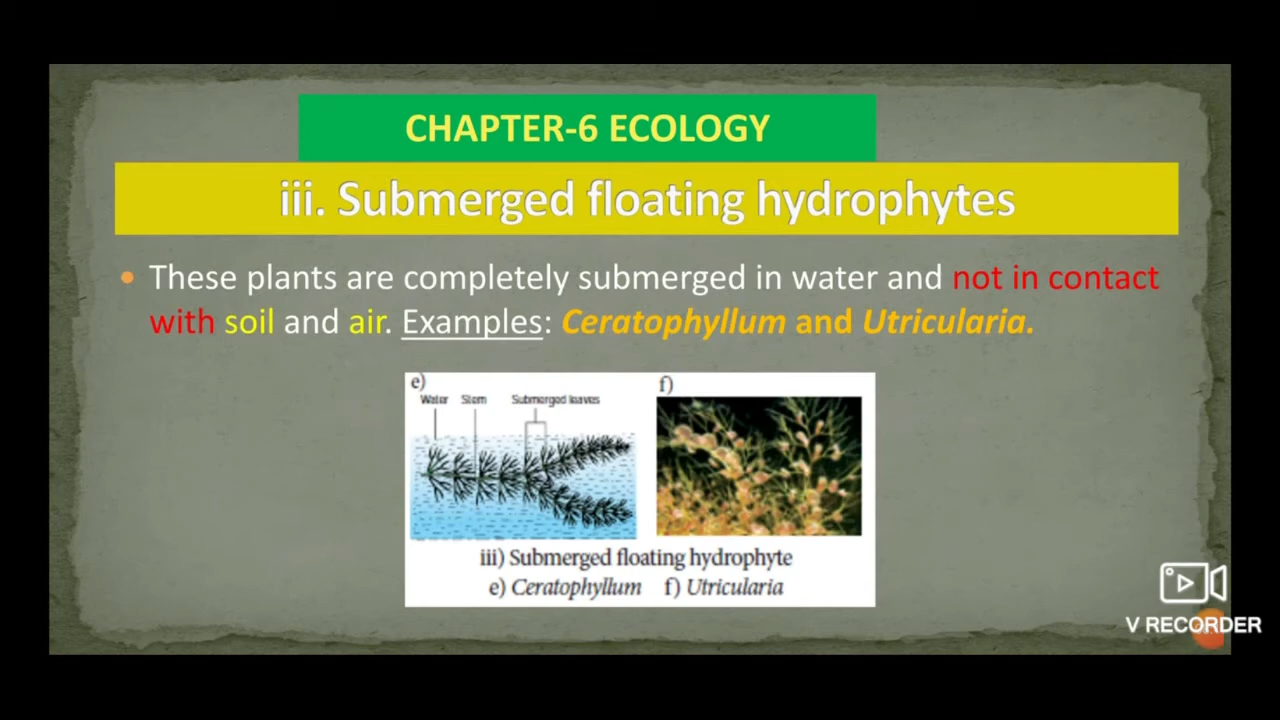 CHAPTER-6 ECOLOGY
iii. Submerged floating hydrophytes
• These plants are completely submerged in water and not in contact
with soil and air. Examples: Ceratophyllum and Utricularia.
e) f)
Water Stem Submerged leaves
iii) Submerged floating hydrophyte
e) Ceratophyllum f) Utricularia
V RECORDER